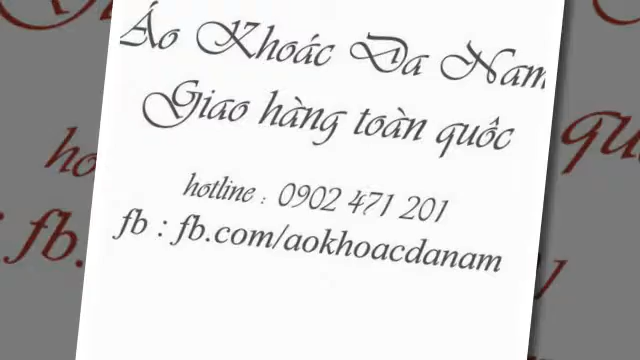 Áo Khoác Da Nam
Giao hàng toàn quốc
hotline : 0902 471 201
fb : fb.com/aokhoacdanam